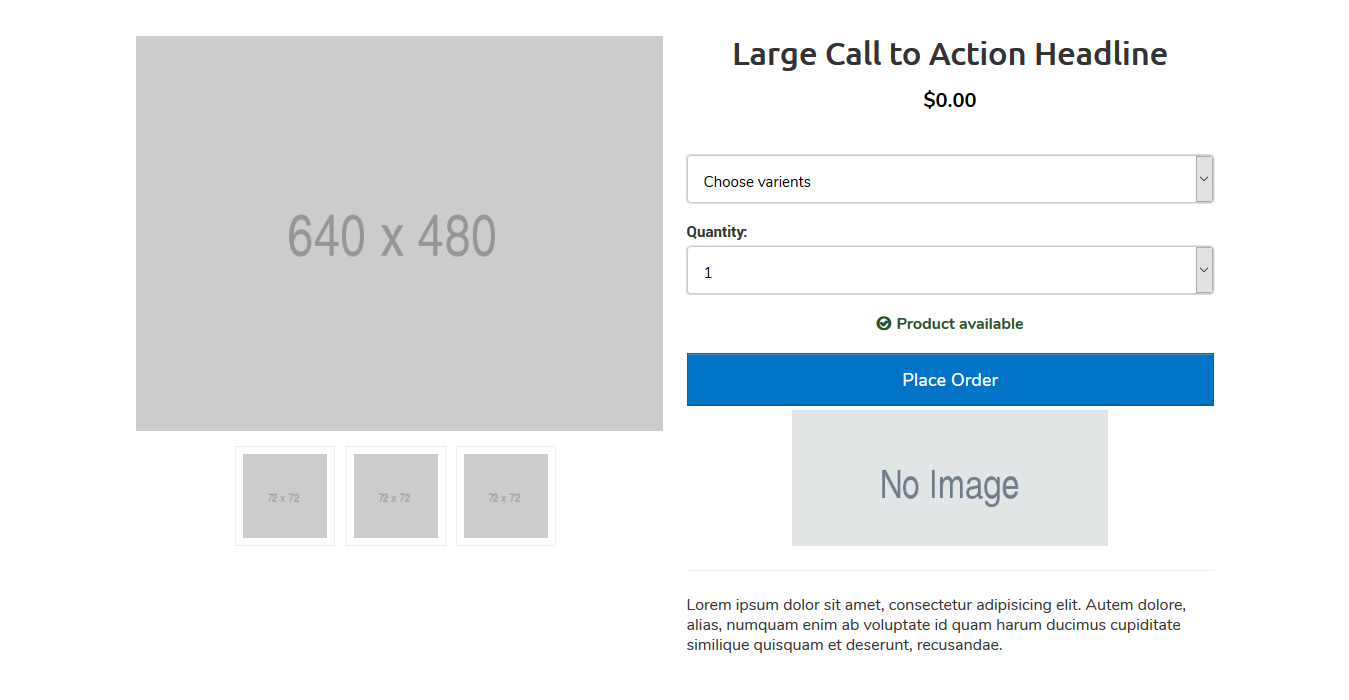 640 x 480
72 x 72
72 x 72
72 x 72
Large Call to Action Headline
$0.00
Choose varients
Quantity:
1
Product available
Place Order
No Image
Lorem ipsum dolor sit amet, consectetur adipisicing elit. Autem dolore,
alias, numquam enim ab voluptate id quam harum ducimus cupiditate
similique quisquam et deserunt, recusandae.